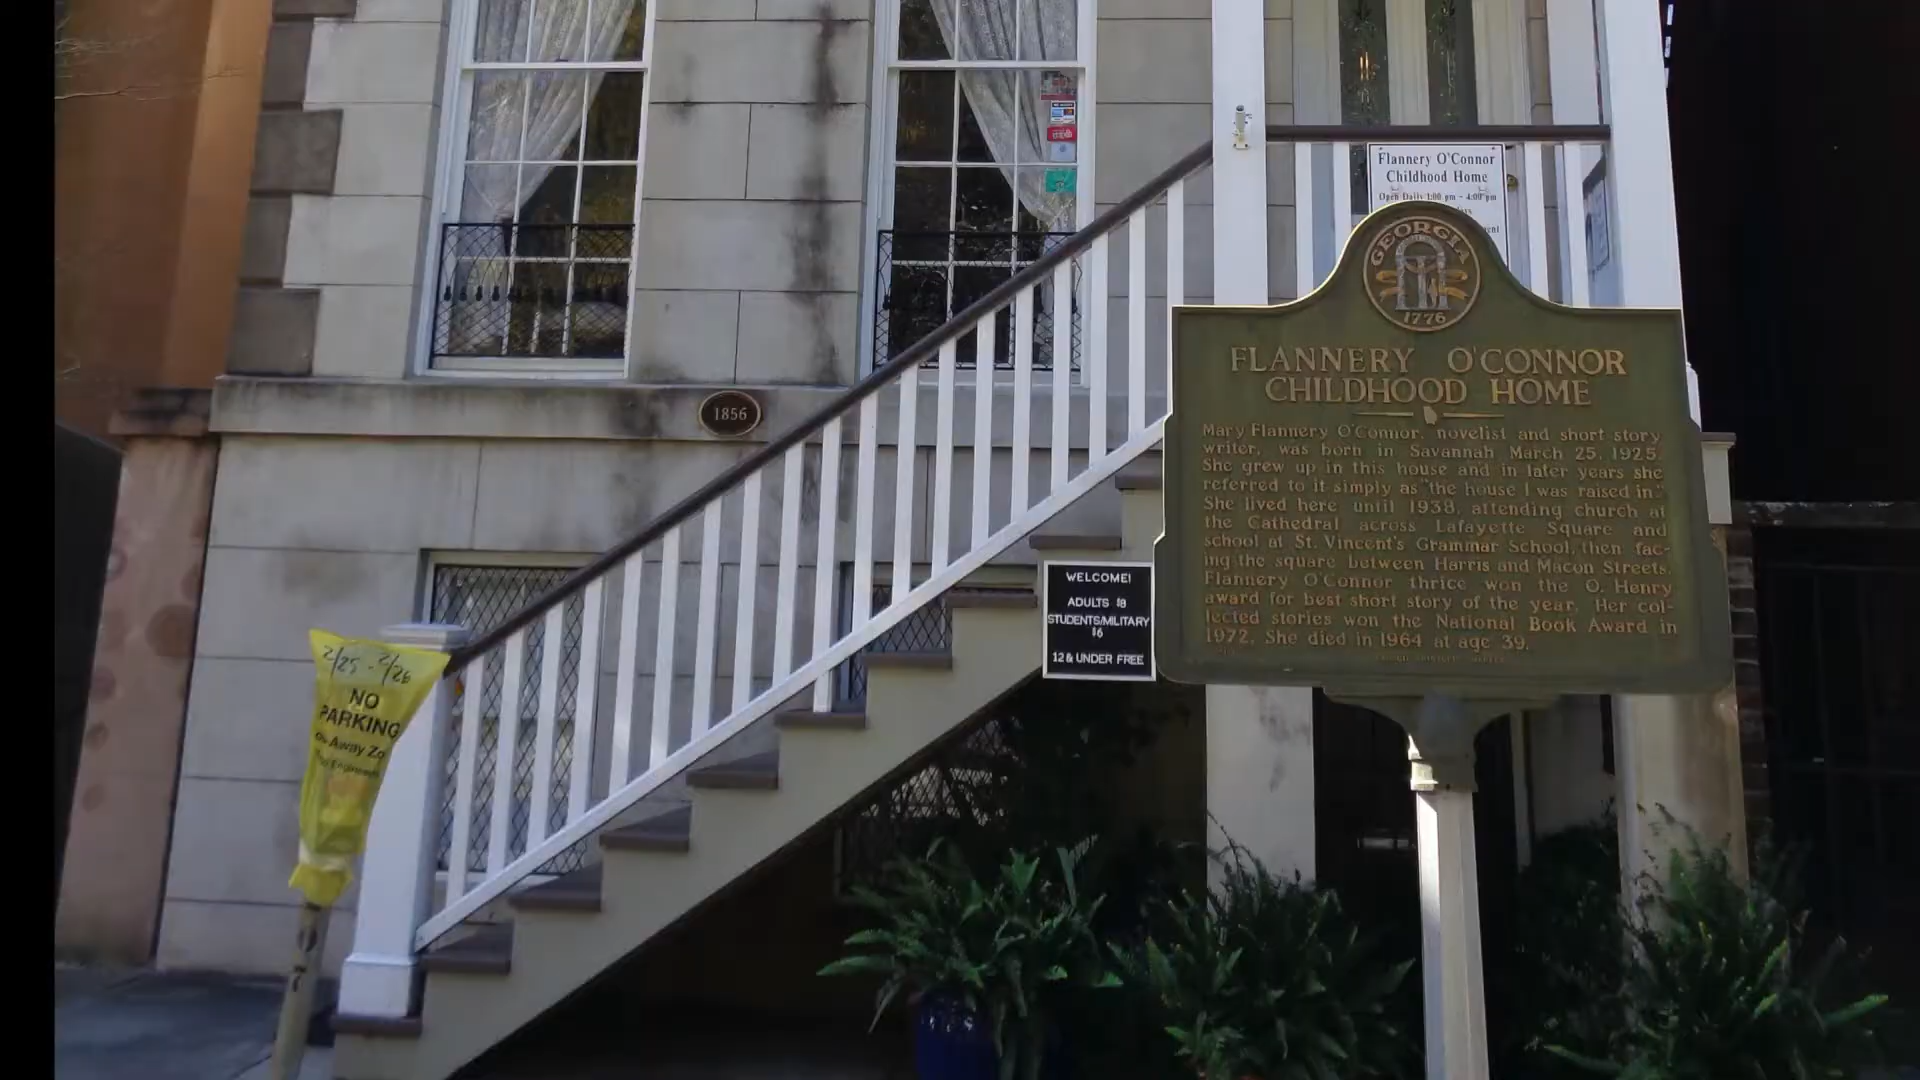 Flannery O'Connor
Childhood Home
Open Daily 1:00 pm - 4:00 pm
GEORGIA
1776
FLANNERY O'CONNOR
CHILDHOOD HOME
Mary Flannery O'Connor, novelist and short story
writer, was born in Savannah March 25, 1925.
She grew up in this house and in later years she
referred to it simply as "the house I was raised in."
She lived here until 1938, attending church at
the Cathedral across Lafayette Square and
school at St. Vincent's Grammar School, then fac-
ing the square between Harris and Macon Streets.
Flannery O'Connor thrice won the O. Henry
award for best short story of the year. Her col-
lected stories won the National Book Award in
1972. She died in 1964 at age 39.
1856
WELCOME!
ADULTS $8
STUDENTS/MILITARY
$6
12 & UNDER FREE
2/25 - 2/26
NO
PARKING
Away Zo